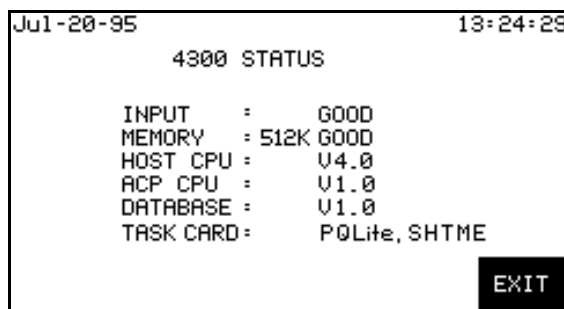 Jul-20-95 13:24:29
4300 STATUS
INPUT : GOOD
MEMORY : 512K GOOD
HOST CPU : V4.0
ACP CPU : V1.0
DATABASE : V1.0
TASK CARD : PQLite, SHTME
EXIT